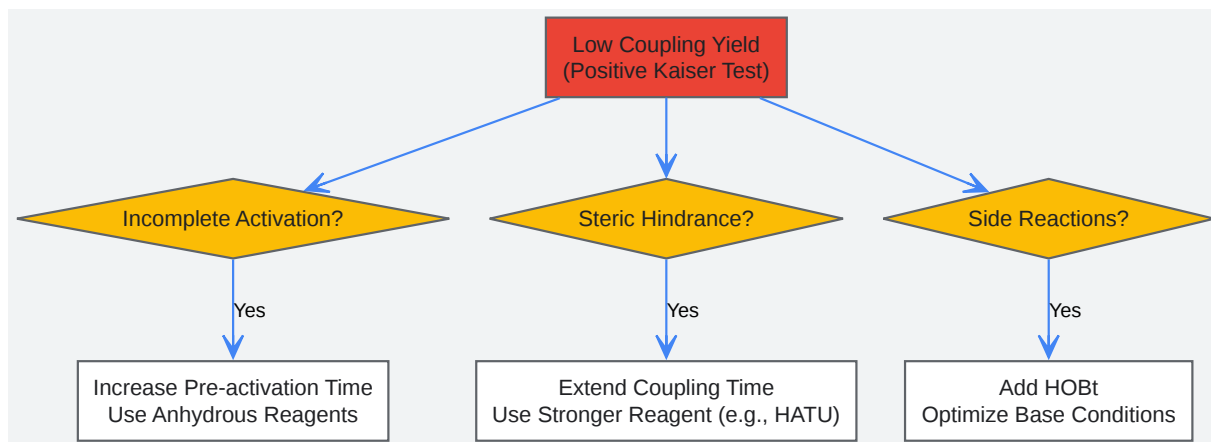 Low Coupling Yield
(Positive Kaiser Test)
Incomplete Activation?
Steric Hindrance?
Side Reactions?
Yes
Yes
Yes
Increase Pre-activation Time
Use Anhydrous Reagents
Extend Coupling Time
Use Stronger Reagent (e.g., HATU)
Add HOBt
Optimize Base Conditions